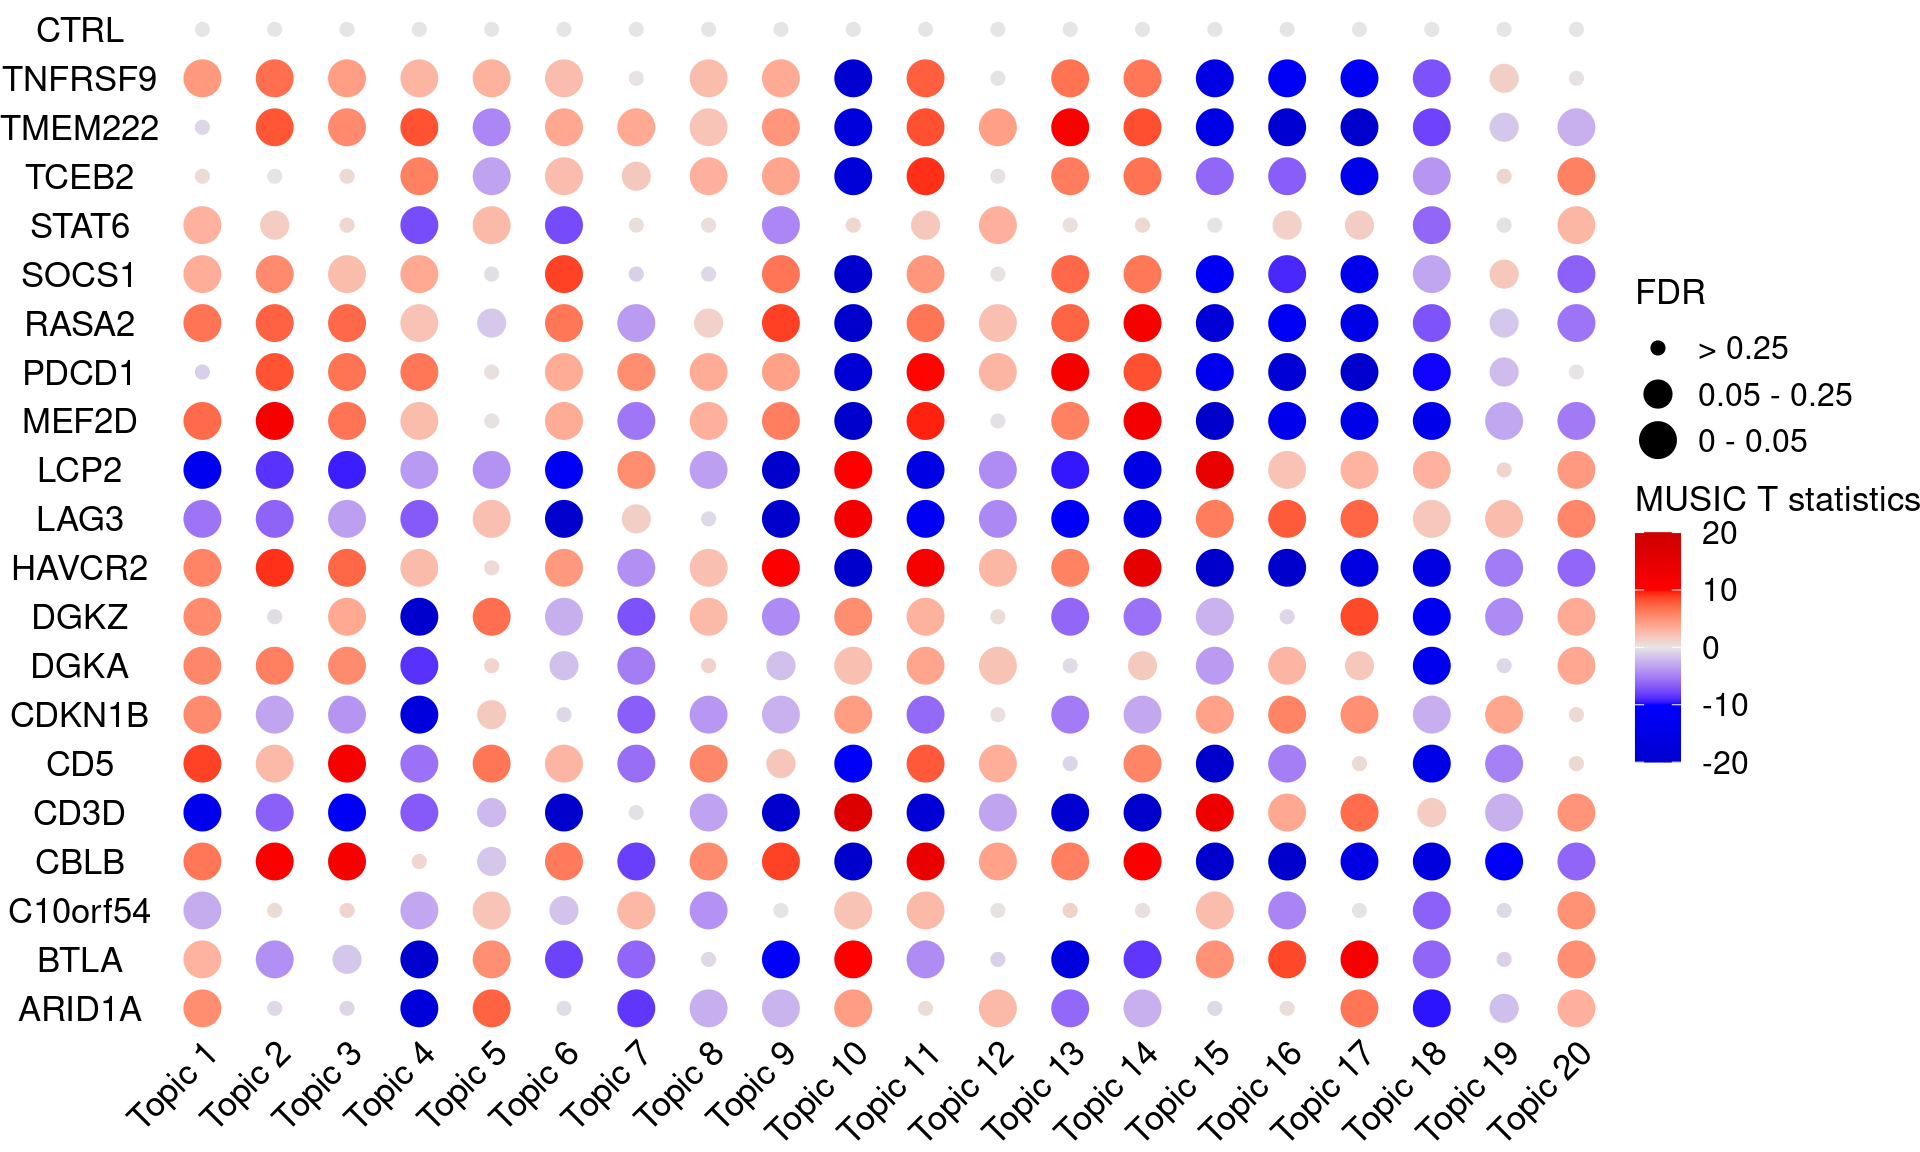 CTRL
TNFRSF9
TMEM222
TCEB2
STAT6
SOCS1
RASA2
PDCD1
MEF2D
LCP2
LAG3
HAVCR2
DGKZ
DGKA
CDKN1B
CD5
CD3D
CBLB
C10orf54
BTLA
ARID1A
Topic 1
Topic 2
Topic 3
Topic 4
Topic 5
Topic 6
Topic 7
Topic 8
Topic 9
Topic 10
Topic 11
Topic 12
Topic 13
Topic 14
Topic 15
Topic 16
Topic 17
Topic 18
Topic 19
Topic 20
FDR
> 0.25
0.05 - 0.25
0 - 0.05
MUSIC T statistics
20
10
0
-10
-20